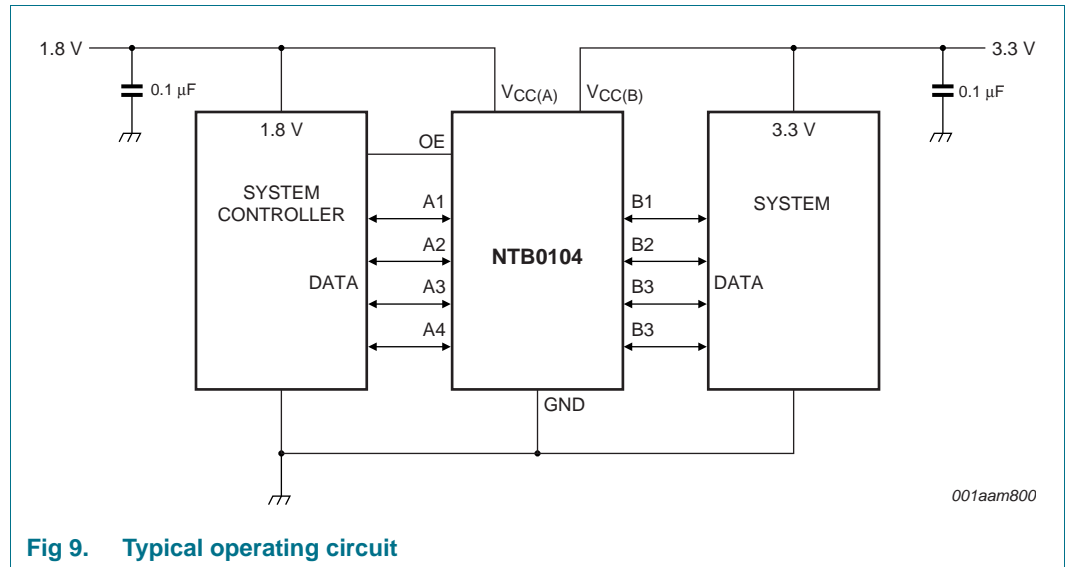 1.8 V
3.3 V
0.1 μF
VCC(A)
VCC(B)
0.1 μF
1.8 V
3.3 V
OE
SYSTEM
CONTROLLER
A1
B1
SYSTEM
A2
NTB0104
B2
DATA
A3
B3
DATA
A4
B3
GND
001aam800
Fig 9. Typical operating circuit